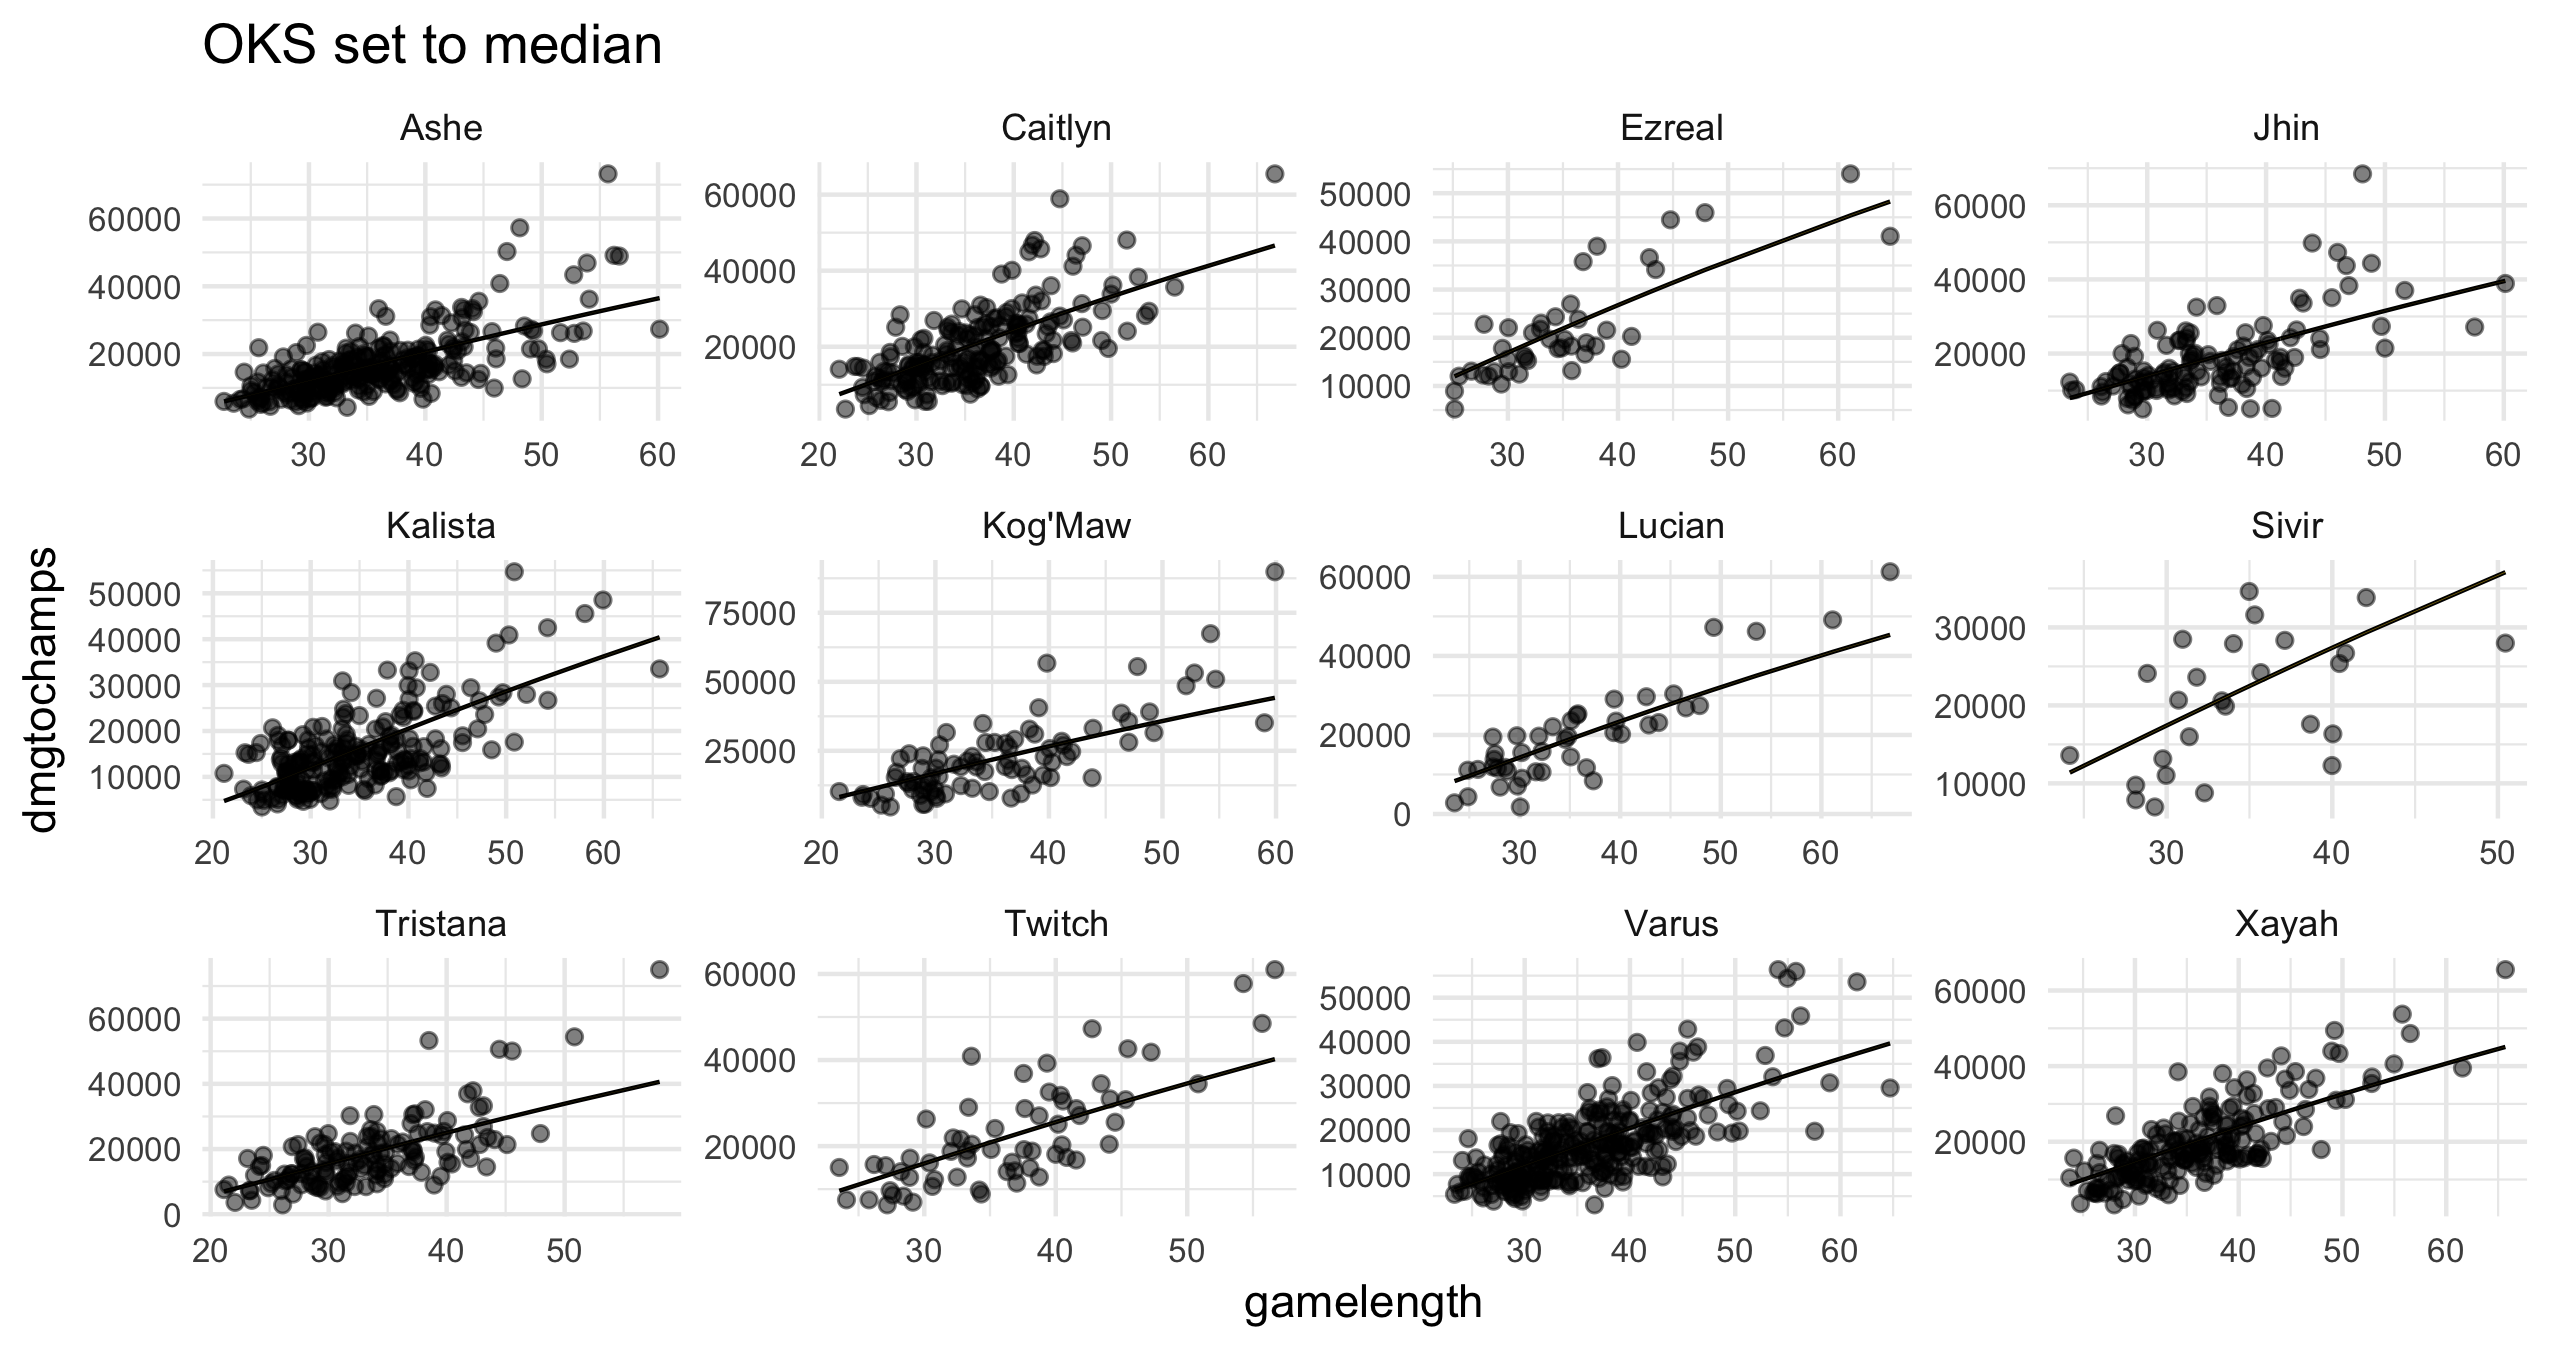 OKS set to median
Ashe Caitlyn Ezreal Jhin
60000 40000 20000
60000 40000 20000
50000 40000 30000 20000 10000
60000 40000 20000
30 40 50 60
20 30 40 50 60
30 40 50 60
30 40 50 60
Kalista Kog'Maw Lucian Sivir
50000 40000 30000 20000 10000
75000 50000 25000
60000 40000 20000 0
30000 20000 10000
20 30 40 50 60
20 30 40 50 60
30 40 50 60
30 40 50
Tristana Twitch Varus Xayah
60000 40000 20000 0
60000 40000 20000
50000 40000 30000 20000 10000
60000 40000 20000
20 30 40 50
30 40 50
30 40 50 60
30 40 50 60
dmgtochamps
gamelength